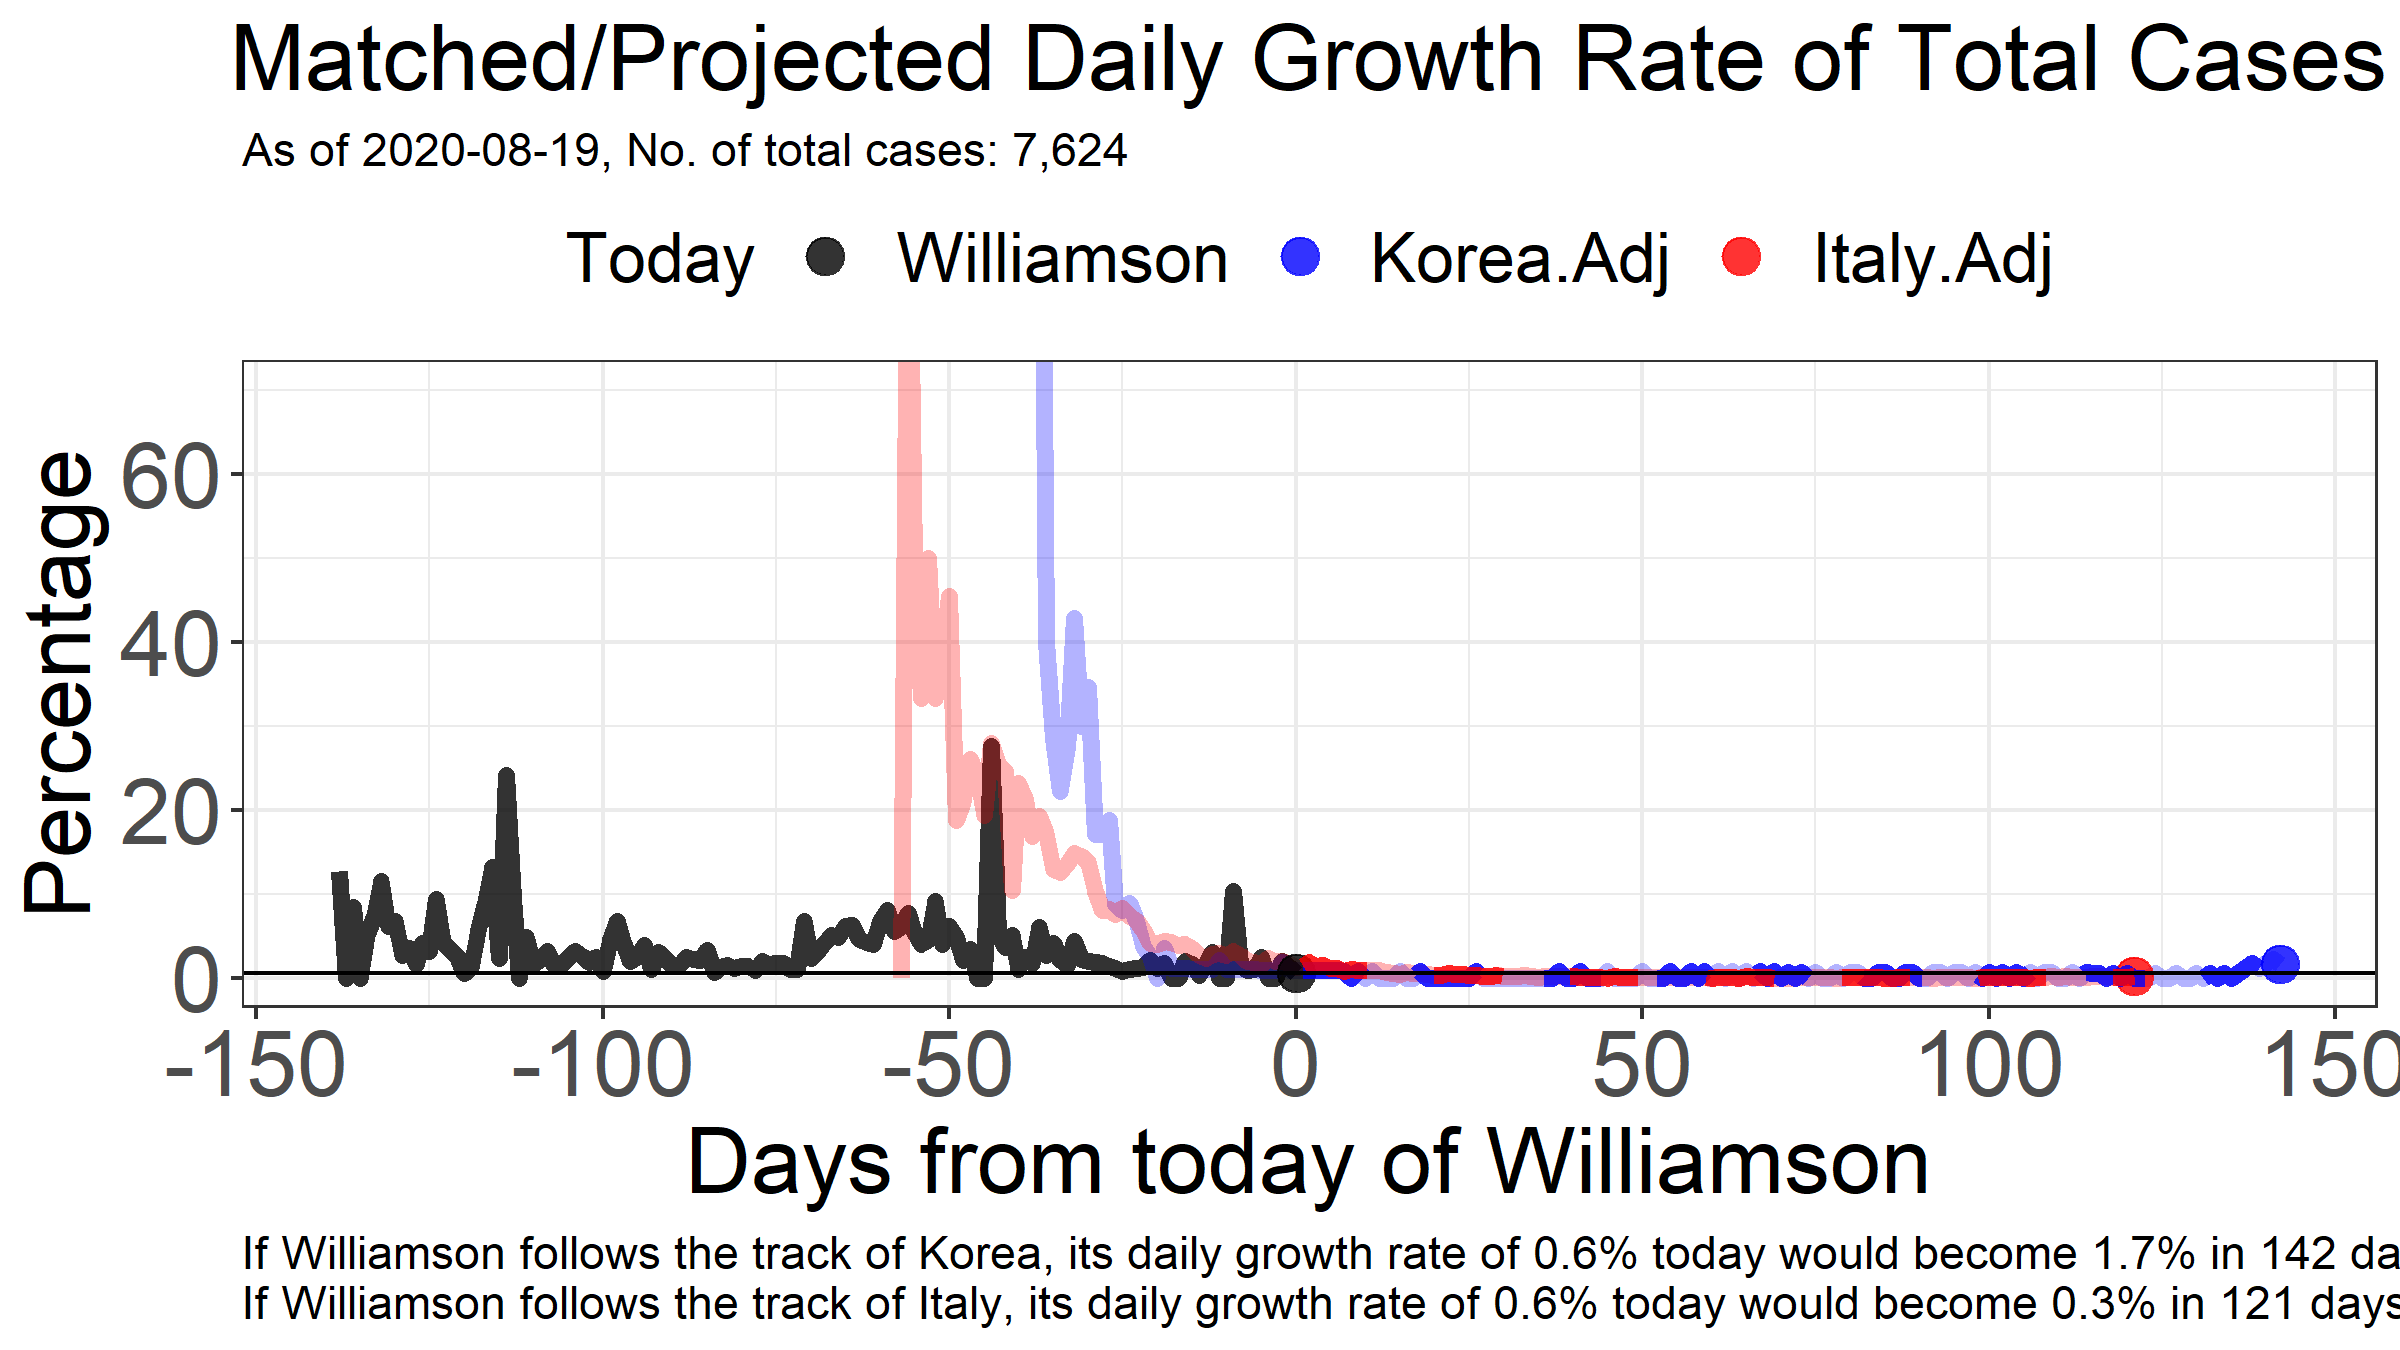 Matched/Projected Daily Growth Rate of Total Cases
As of 2020-08-19, No. of total cases: 7,624
Today Williamson Korea.Adj Italy.Adj
Percentage
60
40
20
0
-150 -100 -50 0 50 100 150
Days from today of Williamson
If Williamson follows the track of Korea, its daily growth rate of 0.6% today would become 1.7% in 142 da
If Williamson follows the track of Italy, its daily growth rate of 0.6% today would become 0.3% in 121 days